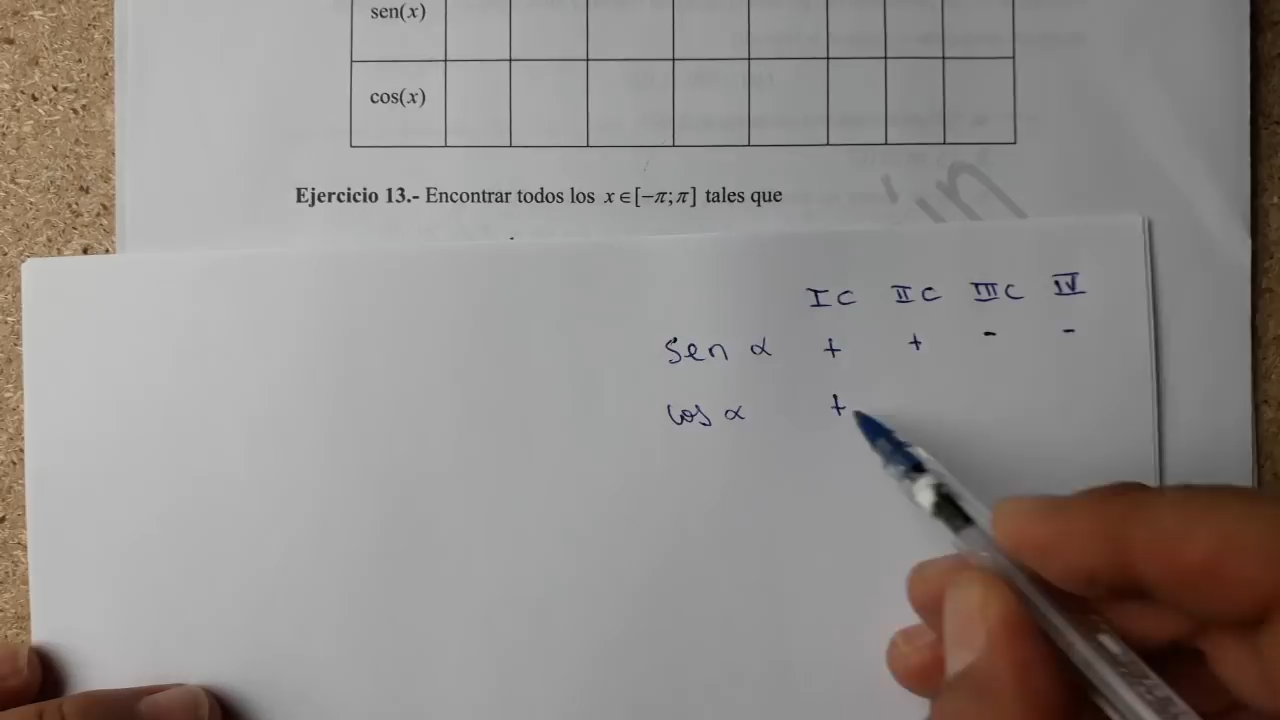 sen(x)
cos(x)
Ejercicio 13.- Encontrar todos los x∈[−π;π] tales que
I C II C III C IV
Sen α + + - -
cos α +